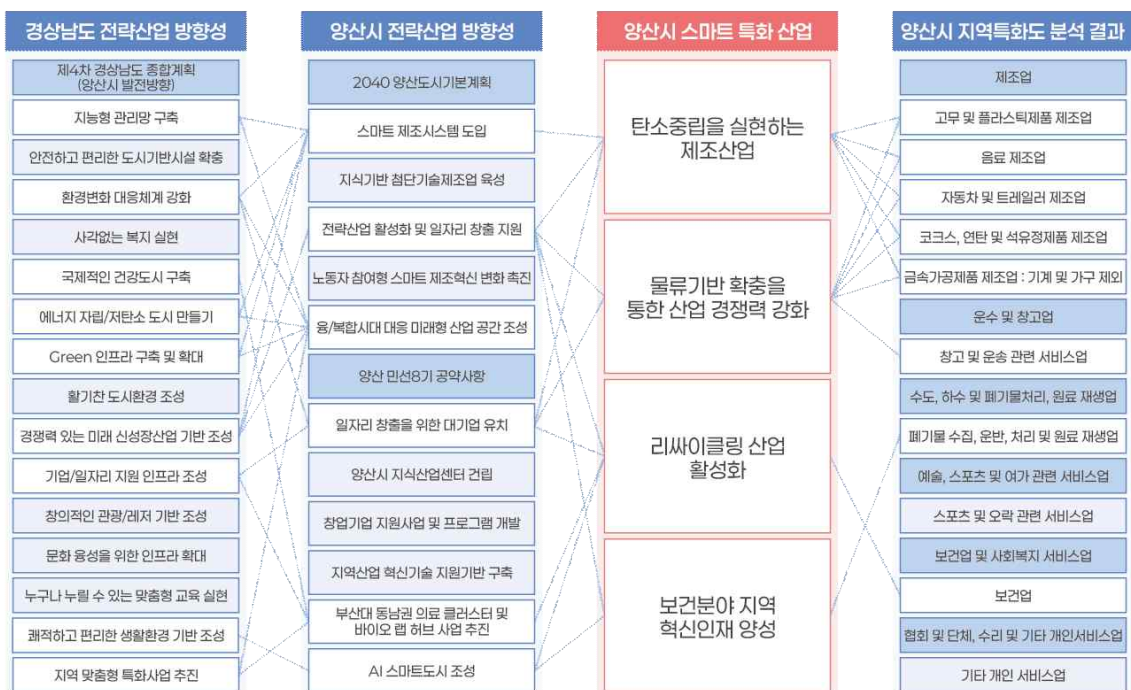 경상남도 전략산업 방향성
제4차 경상남도 종합계획
(양산시 발전방향)
지능형 관리망 구축
안전하고 편리한 도시기반시설 확충
환경변화 대응체계 강화
사각없는 복지 실현
국제적인 건강도시 구축
에너지 자립/저탄소 도시 만들기
Green 인프라 구축 및 확대
활기찬 도시환경 조성
경쟁력 있는 미래 신성장산업 기반 조성
기업/일자리 지원 인프라 조성
창의적인 관광/레저 기반 조성
문화 융성을 위한 인프라 확대
누구나 누릴 수 있는 맞춤형 교육 실현
쾌적하고 편리한 생활환경 기반 조성
지역 맞춤형 특화사업 추진
양산시 전략산업 방향성
2040 양산도시기본계획
스마트 제조시스템 도입
지식기반 첨단기술제조업 육성
전략산업 활성화 및 일자리 창출 지원
노동자 참여형 스마트 제조혁신 변화 촉진
융/복합시대 대응 미래형 산업 공간 조성
양산 민선8기 공약사항
일자리 창출을 위한 대기업 유치
양산시 지식산업센터 건립
창업기업 지원사업 및 프로그램 개발
지역산업 혁신기술 지원기반 구축
부산대 동남권 의료 클러스터 및
바이오 랩 허브 사업 추진
AI 스마트도시 조성
양산시 스마트 특화 산업
탄소중립을 실현하는
제조산업
물류기반 확충을
통한 산업 경쟁력 강화
리싸이클링 산업
활성화
보건분야 지역
혁신인재 양성
양산시 지역특화도 분석 결과
제조업
고무 및 플라스틱제품 제조업
음료 제조업
자동차 및 트레일러 제조업
코크스, 연탄 및 석유정제품 제조업
금속가공제품 제조업 : 기계 및 가구 제외
운수 및 창고업
창고 및 운송 관련 서비스업
수도, 하수 및 폐기물처리, 원료 재생업
폐기물 수집, 운반, 처리 및 원료 재생업
예술, 스포츠 및 여가 관련 서비스업
스포츠 및 오락 관련 서비스업
보건업 및 사회복지 서비스업
보건업
협회 및 단체, 수리 및 기타 개인서비스업
기타 개인 서비스업